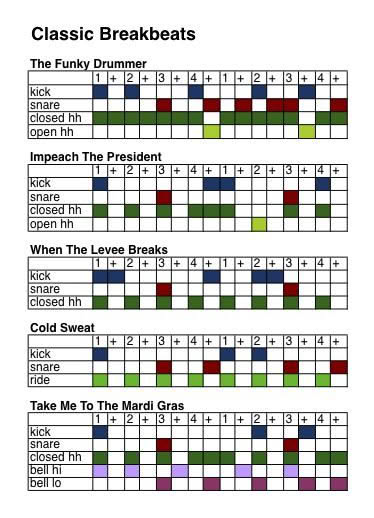 Classic Breakbeats
The Funky Drummer
1 + 2 + 3 + 4 + 1 + 2 + 3 + 4 +
kick
snare
closed hh
open hh
Impeach The President
1 + 2 + 3 + 4 + 1 + 2 + 3 + 4 +
kick
snare
closed hh
open hh
When The Levee Breaks
1 + 2 + 3 + 4 + 1 + 2 + 3 + 4 +
kick
snare
closed hh
Cold Sweat
1 + 2 + 3 + 4 + 1 + 2 + 3 + 4 +
kick
snare
ride
Take Me To The Mardi Gras
1 + 2 + 3 + 4 + 1 + 2 + 3 + 4 +
kick
snare
closed hh
bell hi
bell lo